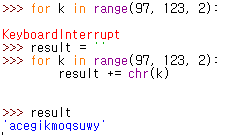 >>> for k in range(97, 123, 2):

KeyboardInterrupt
>>> result = ''
>>> for k in range(97, 123, 2):
        result += chr(k)

>>> result
'acegikmoqsuwy'